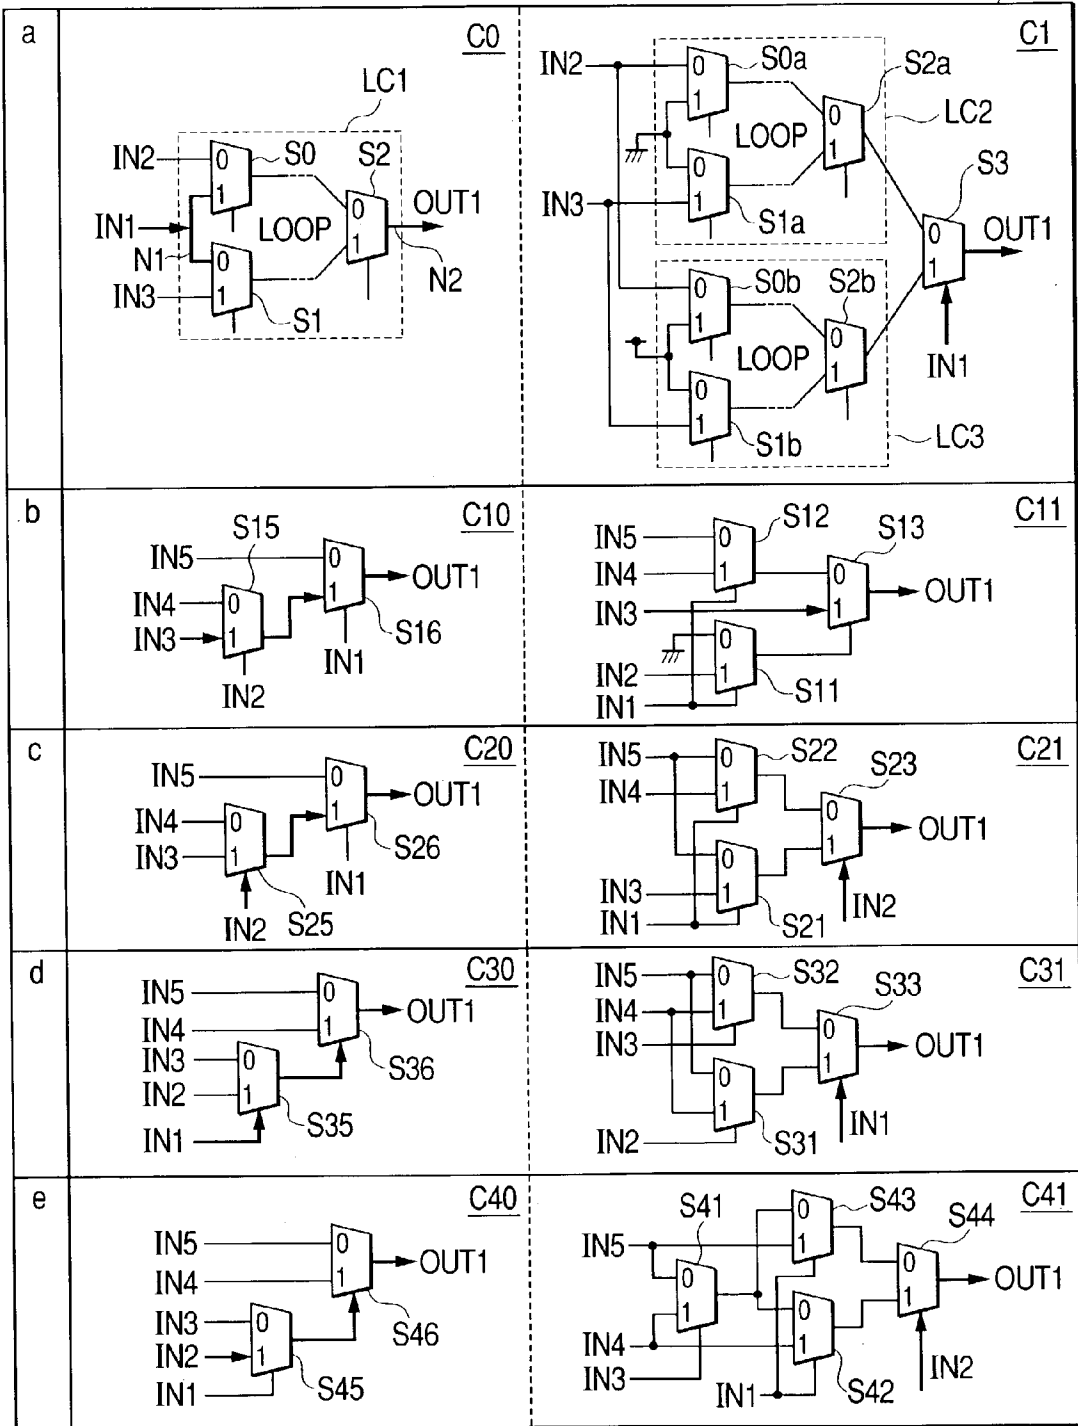 a
C0
LC1
IN2
0
1
S0
S2
IN1
LOOP
0
1
OUT1
N1
0
1
N2
IN3
S1
C1
IN2
0
1
S0a
S2a
LOOP
0
1
LC2
IN3
0
1
S1a
S3
0
1
OUT1
0
1
S0b
S2b
LOOP
0
1
IN1
0
1
S1b
LC3
b
C10
S15
IN5
0
1
OUT1
IN4
0
IN3
1
S16
IN1
IN2
C11
S12
S13
IN5
0
IN4
1
0
1
OUT1
IN3
0
IN2
1
S11
IN1
c
C20
IN5
0
1
OUT1
IN4
0
IN3
1
S26
IN1
IN2
S25
C21
IN5
0
S22
S23
IN4
1
0
1
OUT1
0
IN3
1
IN1
S21
IN2
d
C30
IN5
0
OUT1
IN4
1
IN3
0
S36
IN2
1
S35
IN1
C31
IN5
0
S32
S33
IN4
1
IN3
0
1
OUT1
0
1
IN2
S31
IN1
e
C40
IN5
0
OUT1
IN4
1
IN3
0
S46
IN2
1
IN1
S45
C41
S41
S43
S44
0
IN5
1
0
1
0
1
OUT1
0
IN4
1
IN3
IN1
S42
IN2